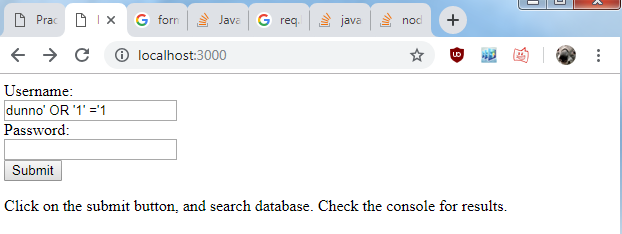 Prac
forn
Java
req.
java
nod
localhost:3000
Username:
dunno' OR '1' ='1
Password:
Submit
Click on the submit button, and search database. Check the console for results.